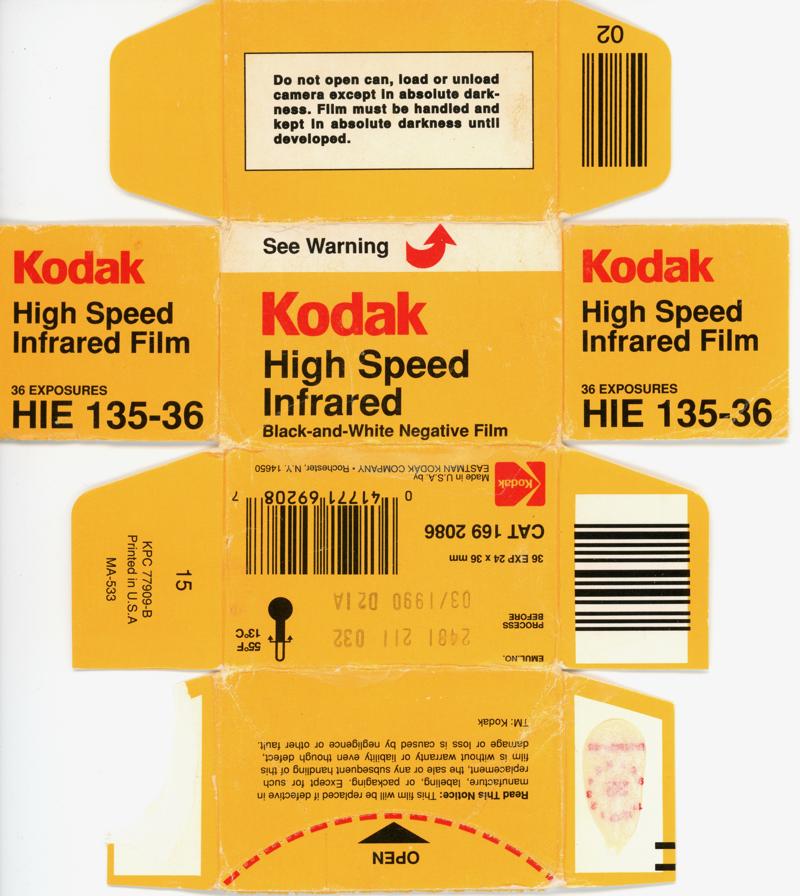 02
Do not open can, load or unload
camera except in absolute dark-
ness. Film must be handled and
kept in absolute darkness until
developed.
See Warning
Kodak
High Speed
Infrared Film
36 EXPOSURES
HIE 135-36
Kodak
High Speed
Infrared
Black-and-White Negative Film
Kodak
High Speed
Infrared Film
36 EXPOSURES
HIE 135-36
KPC 77909-B
Printed in U.S.A
MA-533
15
EMUL.NO.
2481 211 032
PROCESS
BEFORE
03/1990 D21A
55°F
13°C
36 EXP 24 x 36 mm
CAT 169 2086
0 41771 69208 7
Kodak
Made in U.S.A. by
EASTMAN KODAK COMPANY • Rochester, N.Y. 14650
OPEN
Read This Notice: This film will be replaced if defective in
manufacture, labeling, or packaging. Except for such
replacement, the sale or any subsequent handling of this
film is without warranty or liability even though defect,
damage or loss is caused by negligence or other fault.
TM: Kodak